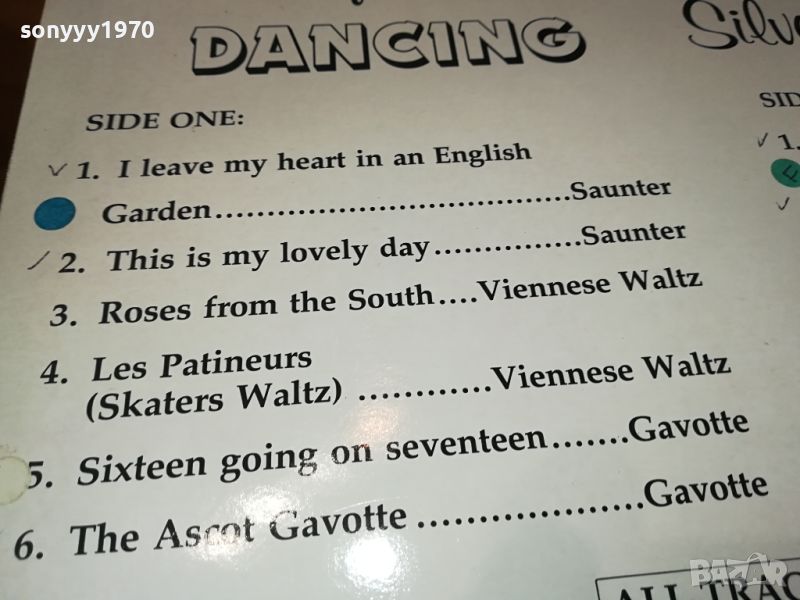 sonyyy1970
DANCING
SIDE ONE:
1. I leave my heart in an English
Garden...................................Saunter
2. This is my lovely day...............Saunter
3. Roses from the South....Viennese Waltz
4. Les Patineurs
(Skaters Waltz) ............Viennese Waltz
5. Sixteen going on seventeen.......Gavotte
6. The Ascot Gavotte ....................Gavotte
1.
BAZAR